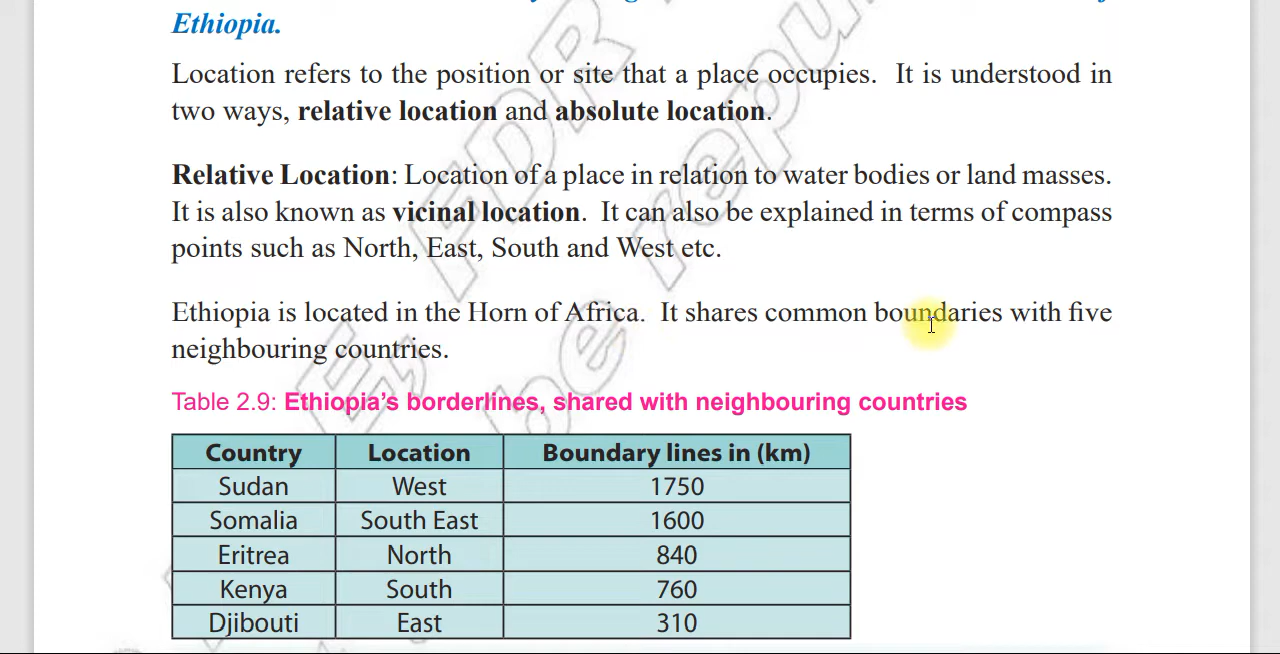 Ethiopia.
Location refers to the position or site that a place occupies. It is understood in
two ways, relative location and absolute location.
Relative Location: Location of a place in relation to water bodies or land masses.
It is also known as vicinal location. It can also be explained in terms of compass
points such as North, East, South and West etc.
Ethiopia is located in the Horn of Africa. It shares common boundaries with five
neighbouring countries.
Table 2.9: Ethiopia’s borderlines, shared with neighbouring countries
Country Location Boundary lines in (km)
Sudan West 1750
Somalia South East 1600
Eritrea North 840
Kenya South 760
Djibouti East 310